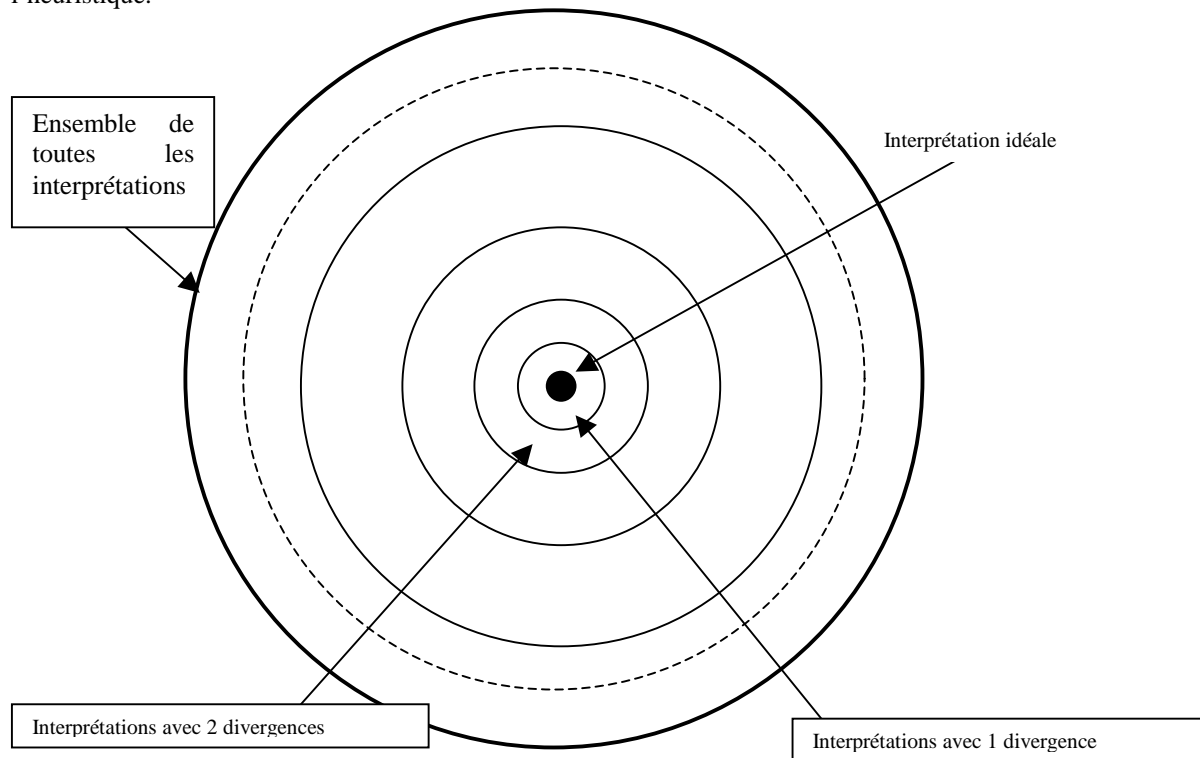 l'heuristique.
Ensemble de
toutes les
interprétations
Interprétation idéale
Interprétations avec 2 divergences
Interprétations avec 1 divergence